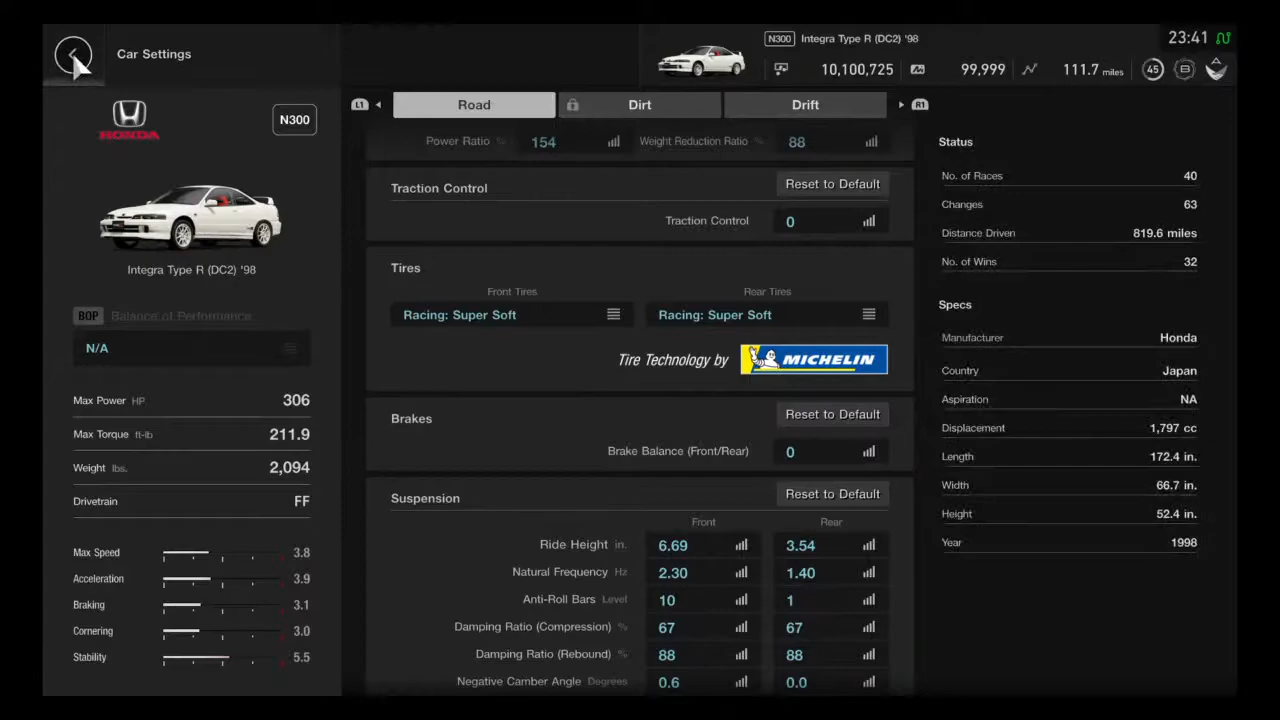 Car Settings
N300 Integra Type R (DC2) '98
23:41
10,100,725
99,999
111.7 miles
45
HONDA
N300
L1
Road
Dirt
Drift
R1
Power Ratio % 154
Weight Reduction Ratio % 88
Status
Traction Control
Reset to Default
No. of Races 40
Traction Control 0
Changes 63
Distance Driven 819.6 miles
Tires
No. of Wins 32
Integra Type R (DC2) '98
Front Tires
Rear Tires
BOP Balance of Performance
Racing: Super Soft
Racing: Super Soft
Specs
N/A
Tire Technology by MICHELIN
Manufacturer Honda
Country Japan
Max Power HP 306
Aspiration NA
Brakes
Reset to Default
Displacement 1,797 cc
Max Torque ft-lb 211.9
Brake Balance (Front/Rear) 0
Length 172.4 in.
Weight lbs. 2,094
Width 66.7 in.
Drivetrain FF
Suspension
Reset to Default
Height 52.4 in.
Front
Rear
Year 1998
Ride Height in. 6.69 3.54
Max Speed 3.8
Natural Frequency Hz 2.30 1.40
Acceleration 3.9
Anti-Roll Bars Level 10 1
Braking 3.1
Damping Ratio (Compression) % 67 67
Cornering 3.0
Damping Ratio (Rebound) % 88 88
Stability 5.5
Negative Camber Angle Degrees 0.6 0.0